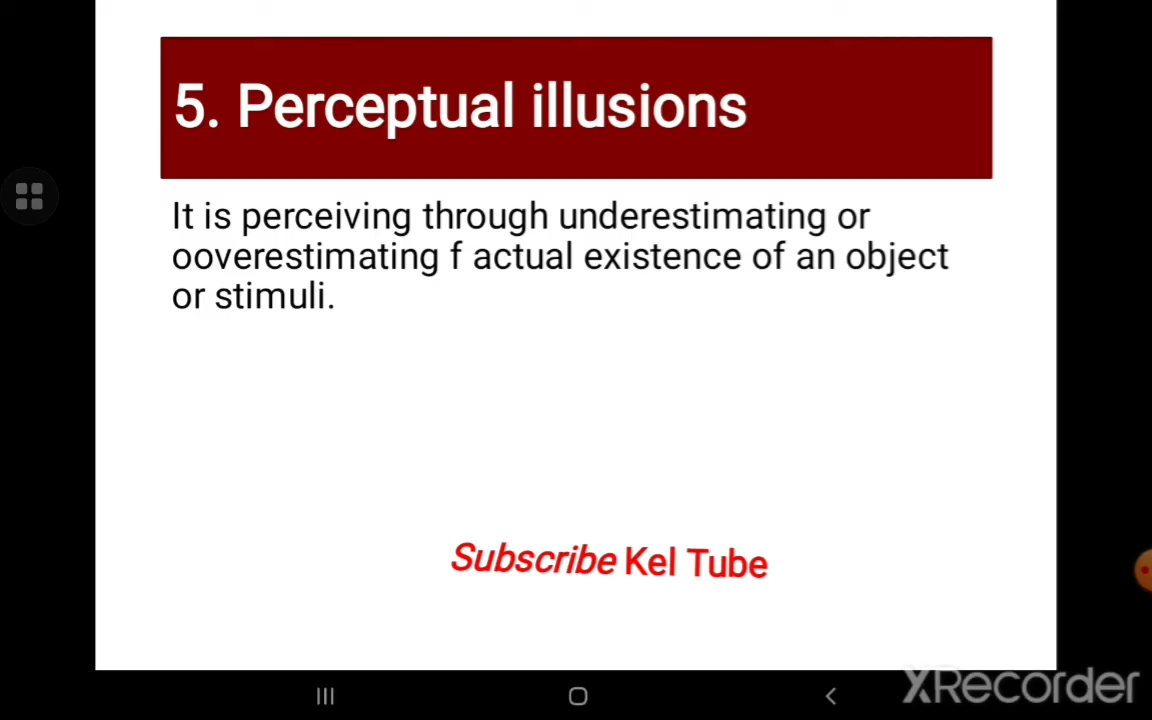 5. Perceptual illusions
It is perceiving through underestimating or
ooverestimating f actual existence of an object
or stimuli.
Subscribe Kel Tube
XRecorder